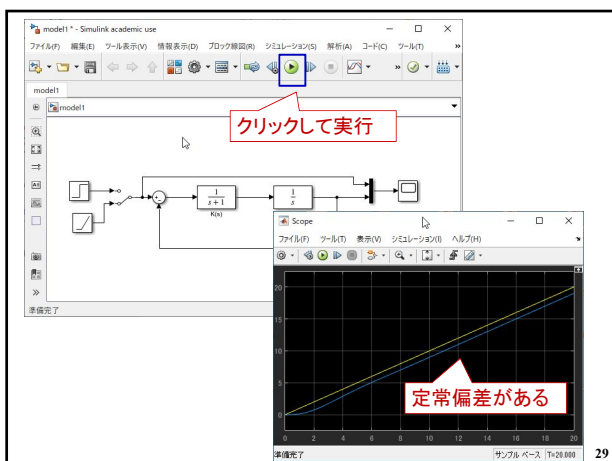 model1 * - Simulink academic use
ファイル(F) 編集(E) ツール表示(V) 情報表示(D) ブロック線図(R) シミュレーション(S) 解析(A) コード(C) ツール(T) »
»
model1
model1
クリックして実行
1
s + 1
K(s)
1
s
»
準備完了
Scope
ファイル(F) ツール(T) 表示(V) シミュレーション(I) ヘルプ(H)
20
15
10
5
0
定常偏差がある
0 2 4 6 8 10 12 14 16 18 20
準備完了
サンプル ベース T=20.000
29